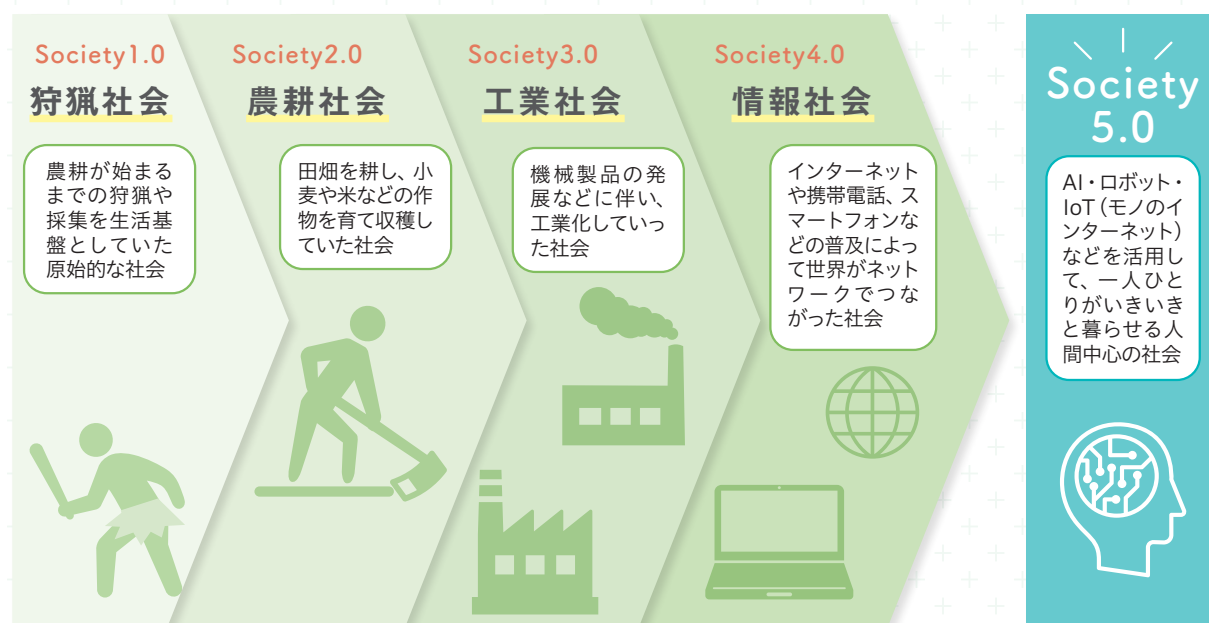 Society1.0
狩猟社会
農耕が始まる
までの狩猟や
採集を生活基
盤としていた
原始的な社会
Society2.0
農耕社会
田畑を耕し、小
麦や米などの作
物を育て収穫し
ていた社会
Society3.0
工業社会
機械製品の発
展などに伴い、
工業化していっ
た社会
Society4.0
情報社会
インターネット
や携帯電話、ス
マートフォンな
どの普及によっ
て世界がネット
ワークでつな
がった社会
Society
5.0
AI・ロボット・
IoT(モノのイ
ンターネット)
などを活用し
て、一人ひと
りがいきいき
と暮らせる人
間中心の社会